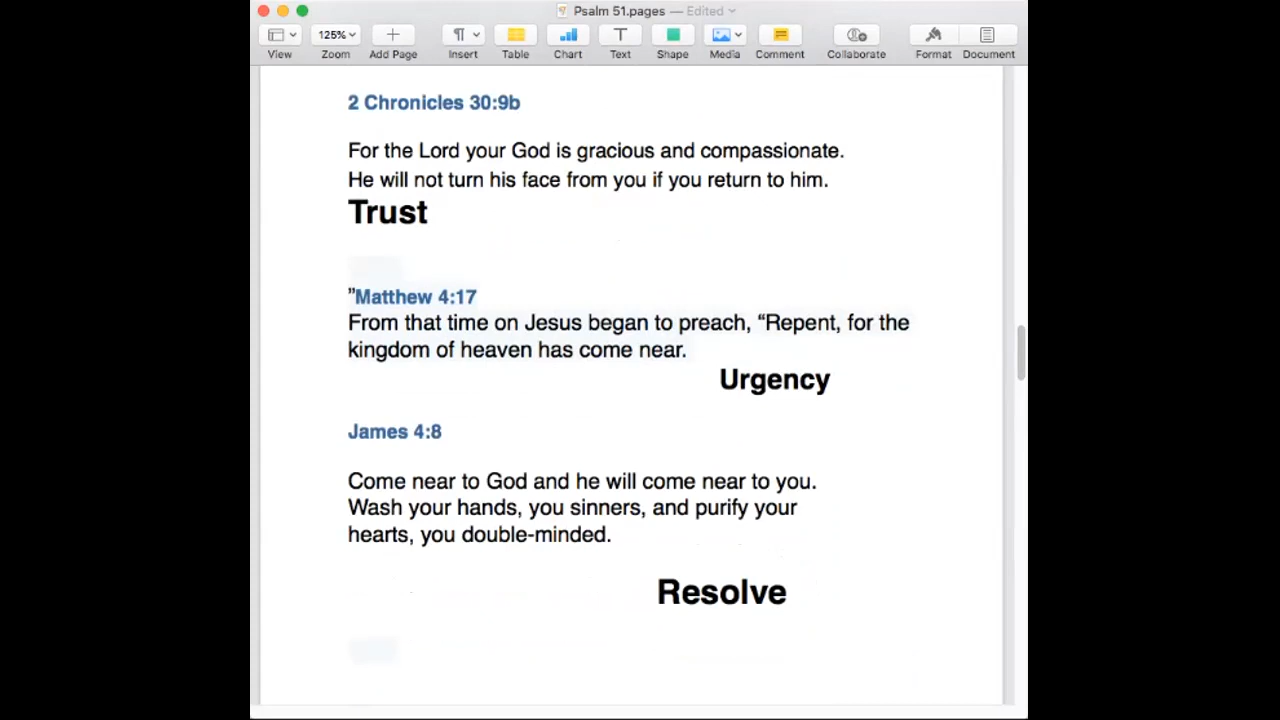 Psalm 51.pages — Edited
125%
View Zoom Add Page Insert Table Chart Text Shape Media Comment Collaborate Format Document
2 Chronicles 30:9b
For the Lord your God is gracious and compassionate.
He will not turn his face from you if you return to him.
Trust
”Matthew 4:17
From that time on Jesus began to preach, “Repent, for the
kingdom of heaven has come near.
Urgency
James 4:8
Come near to God and he will come near to you.
Wash your hands, you sinners, and purify your
hearts, you double-minded.
Resolve